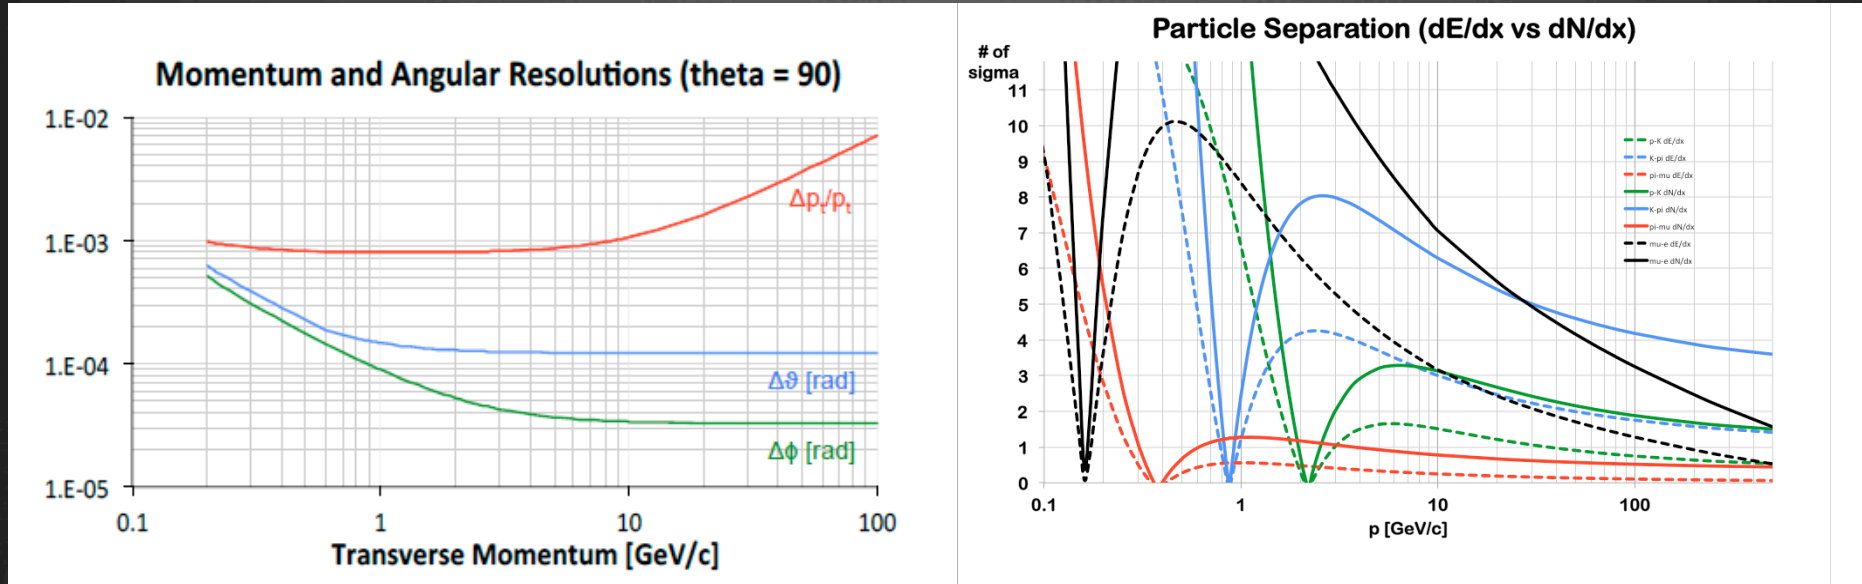 Momentum and Angular Resolutions (theta = 90)
1.E-02
1.E-03
1.E-04
1.E-05
Δpt/pt
Δϑ [rad]
Δϕ [rad]
0.1 1 10 100
Transverse Momentum [GeV/c]
Particle Separation (dE/dx vs dN/dx)
# of
sigma
11
10
9
8
7
6
5
4
3
2
1
0
p-K dE/dx
K-pi dE/dx
pi-mu dE/dx
p-K dN/dx
K-pi dN/dx
pi-mu dN/dx
mu-e dE/dx
mu-e dN/dx
0.1 1 10 100
p [GeV/c]